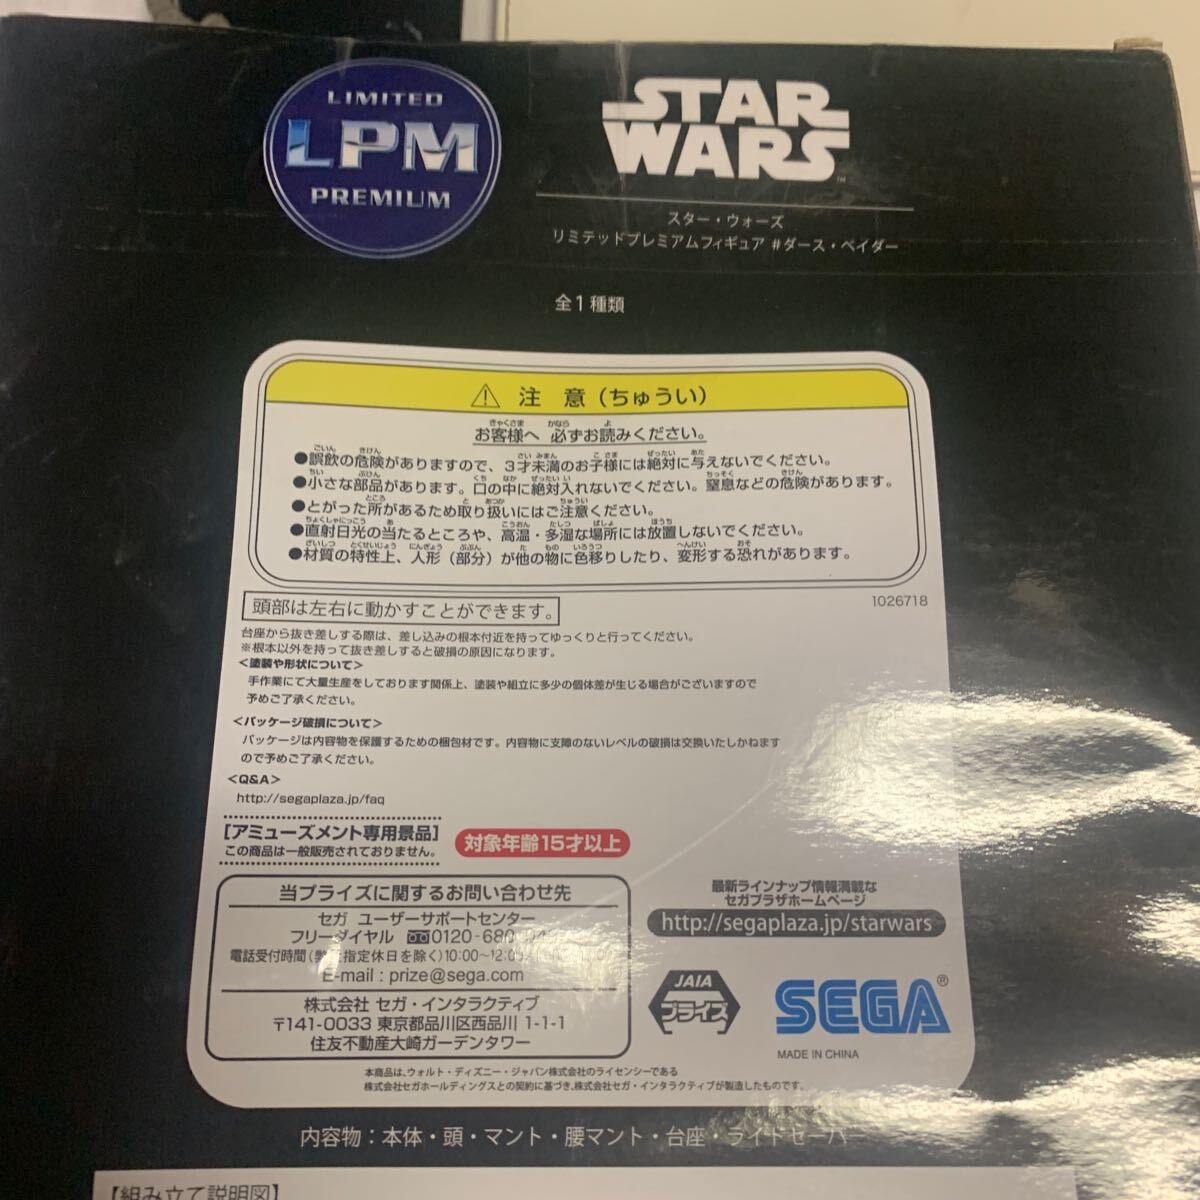 LIMITED
LPM
PREMIUM
STAR
WARS
スター・ウォーズ
リミテッドプレミアムフィギュア #ダース・ベイダー
全1種類
注 意(ちゅうい)
お客様へ 必ずお読みください。
●誤飲の危険がありますので、3才未満のお子様には絶対に与えないでください。
●小さな部品があります。口の中に絶対入れないでください。窒息などの危険があります。
●とがった所があるため取り扱いにはご注意ください。
●直射日光の当たるところや、高温・多湿な場所には放置しないでください。
●材質の特性上、人形(部分)が他の物に色移りしたり、変形する恐れがあります。
1026718
頭部は左右に動かすことができます。
台座から抜き差しする際は、差し込みの根本付近を持ってゆっくりと行ってください。
※根本以外を持って抜き差しすると破損の原因になります。
<塗装や形状について>
手作業にて大量生産をしております関係上、塗装や組立に多少の個体差が生じる場合がございますので
予めご了承ください。
<パッケージ破損について>
パッケージは内容物を保護するための梱包材です。内容物に支障のないレベルの破損は交換いたしかねます
ので予めご了承ください。
<Q&A>
http://segaplaza.jp/faq
[アミューズメント専用景品]
この商品は一般販売されておりません。
対象年齢15才以上
当プライズに関するお問い合わせ先
セガ ユーザーサポートセンター
フリーダイヤル 0120-680-
電話受付時間 指定休日を除く)10:00~12:0
E-mail : prize@sega.com
株式会社 セガ・インタラクティブ
〒141-0033 東京都品川区西品川 1-1-1
住友不動産大崎ガーデンタワー
最新ラインナップ情報満載な
セガプラザホームページ
http://segaplaza.jp/starwars
JAIA
プライズ
SEGA®
MADE IN CHINA
本商品は、ウォルト・ディズニー・ジャパン株式会社のライセンシーである
株式会社セガホールディングスとの契約に基づき、株式会社セガ・インタラクティブが製造したものです。
内容物:本体・頭・マント・腰マント・台座・ライトセーバー
【組み立て説明図】